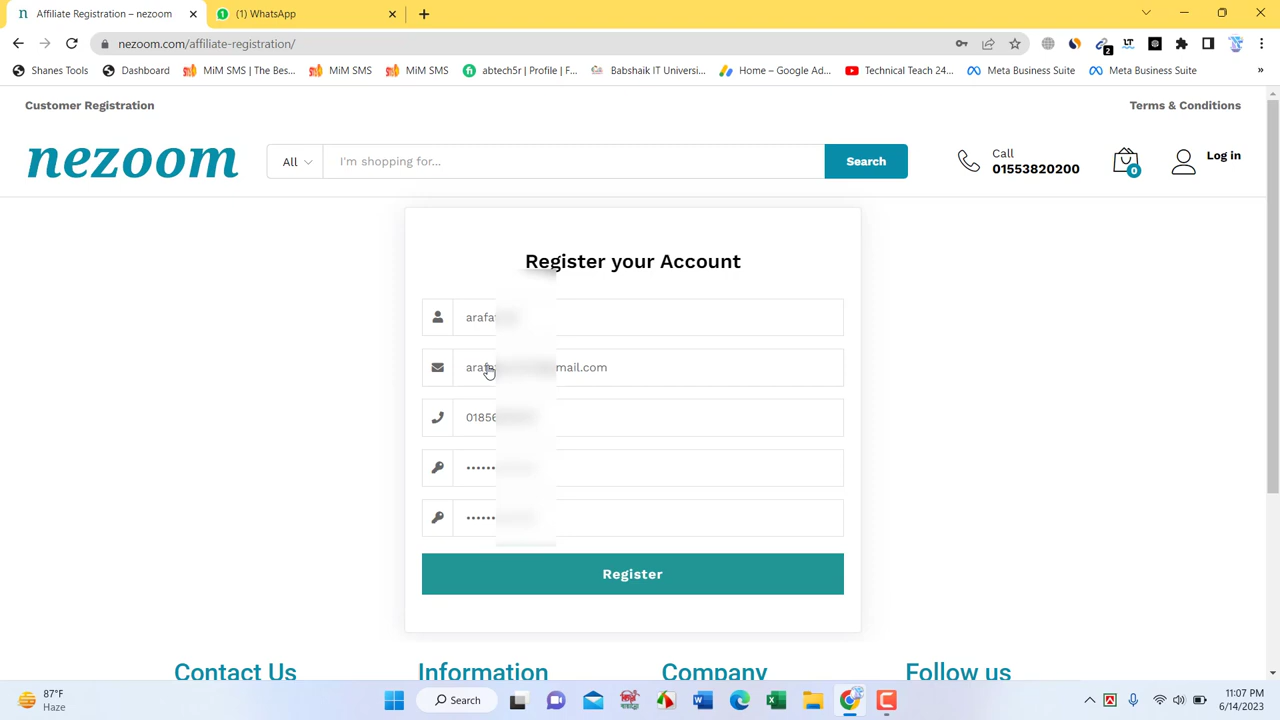 Affiliate Registration – nezoom
(1) WhatsApp
nezoom.com/affiliate-registration/
2
Shanes Tools
Dashboard
MiM SMS | The Bes...
MiM SMS
MiM SMS
abtech5r | Profile | F...
Babshaik IT Universi...
Home – Google Ad...
Technical Teach 24...
Meta Business Suite
Meta Business Suite
»
Customer Registration
Terms & Conditions
nezoom
All
I'm shopping for...
Search
Call
01553820200
0
Log in
Register your Account
mail.com
Register
Contact Us
Information
Company
Follow us
87°F
Haze
Search
11:07 PM
6/14/2023